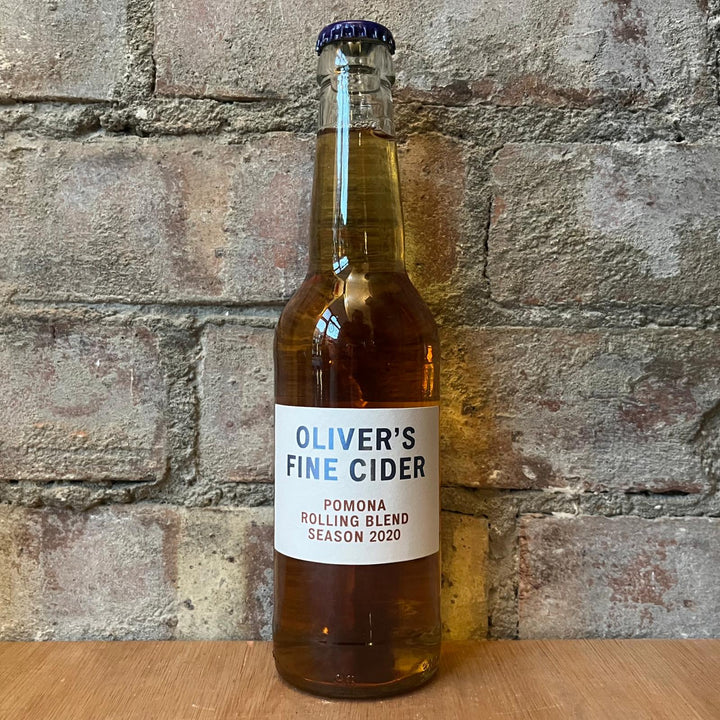 OLIVER'S
FINE CIDER
POMONA
ROLLING BLEND
SEASON 2020